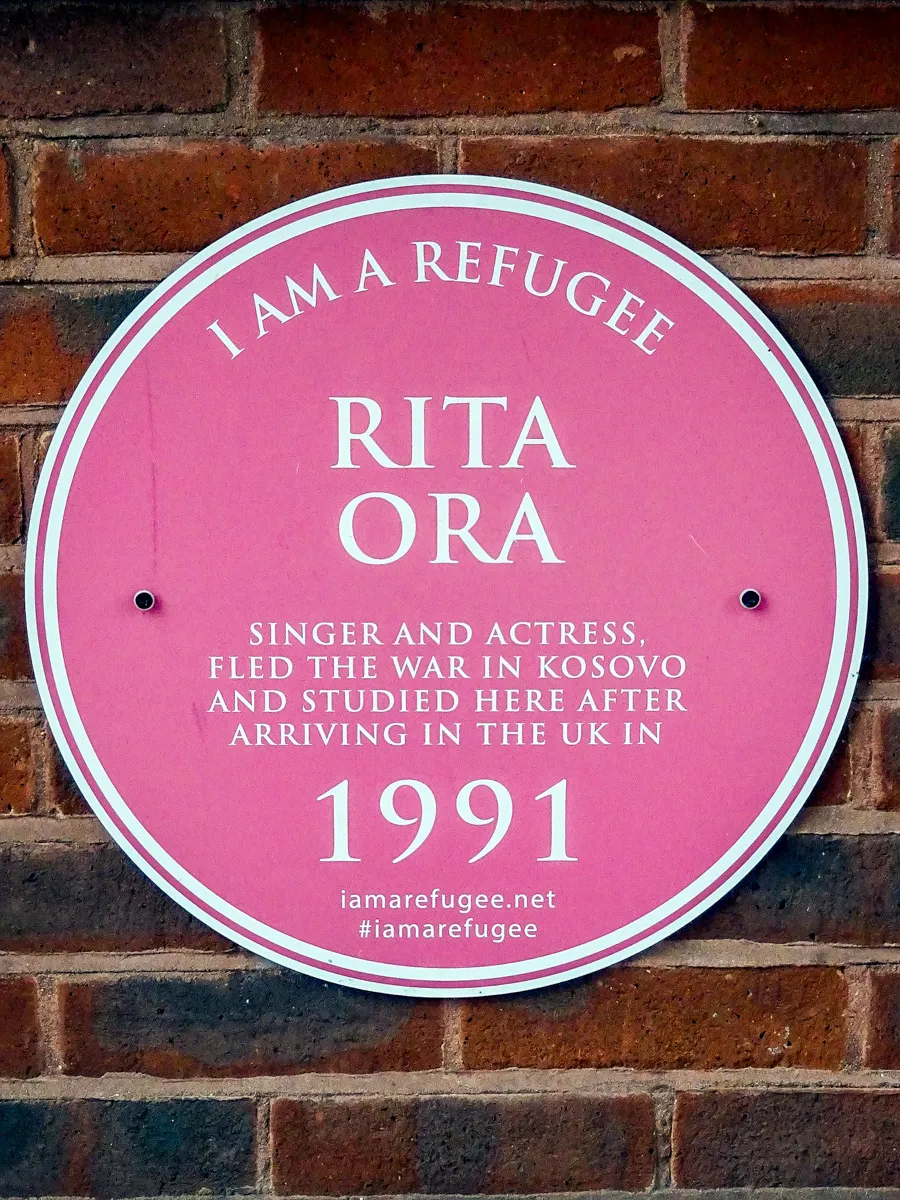 I AM A REFUGEE
RITA
ORA
SINGER AND ACTRESS,
FLED THE WAR IN KOSOVO
AND STUDIED HERE AFTER
ARRIVING IN THE UK IN
1991
iamarefugee.net
#iamarefugee